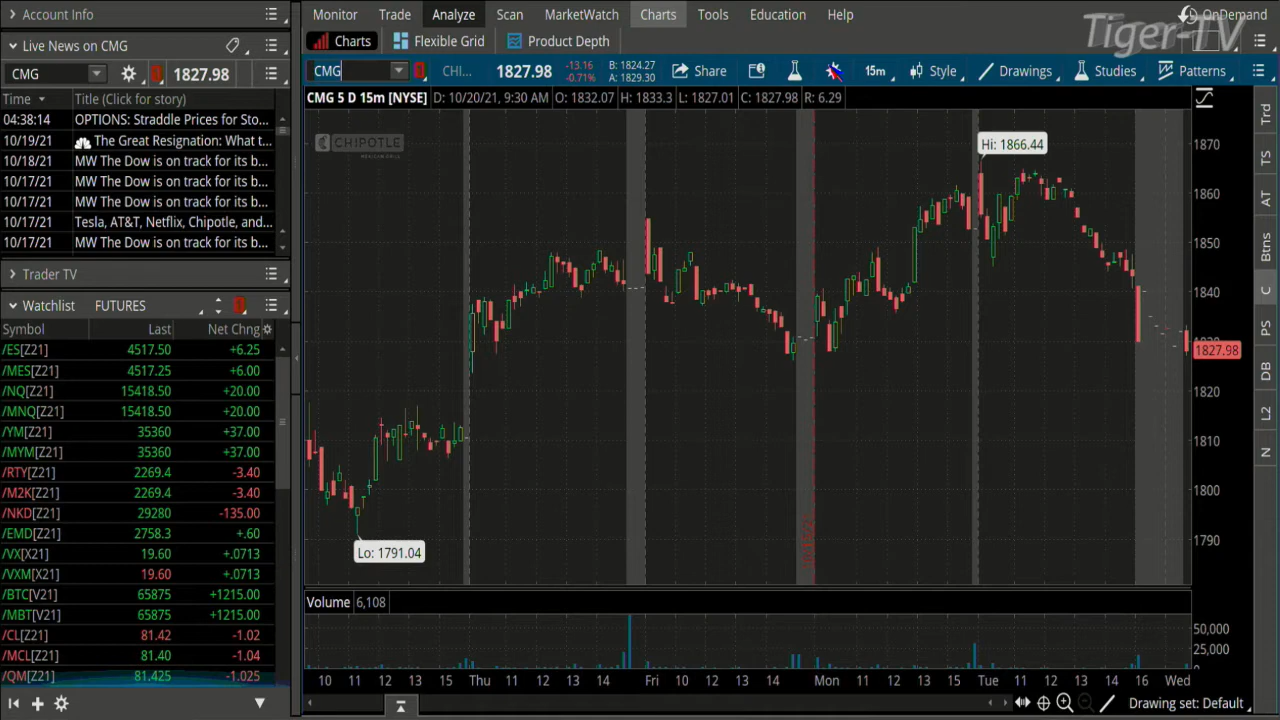 Account Info
Monitor Trade Analyze Scan MarketWatch Charts Tools Education Help
OnDemand
Tiger-TV
Live News on CMG
Charts Flexible Grid Product Depth
CMG 1827.98
CMG CHI... 1827.98 -13.16 -0.71% B: 1824.27 A: 1829.30 Share 15m Style Drawings Studies Patterns
Time Title (Click for story)
CMG 5 D 15m [NYSE] D: 10/20/21, 9:30 AM O: 1832.07 H: 1833.3 L: 1827.01 C: 1827.98 R: 6.29
04:38:14 OPTIONS: Straddle Prices for Sto...
10/19/21 The Great Resignation: What t...
10/18/21 MW The Dow is on track for its b...
10/17/21 MW The Dow is on track for its b...
10/17/21 MW The Dow is on track for its b...
10/17/21 Tesla, AT&T, Netflix, Chipotle, and...
10/17/21 MW The Dow is on track for its b...
Trader TV
Watchlist FUTURES
Symbol Last Net Chng
/ES[Z21] 4517.50 +6.25
/MES[Z21] 4517.25 +6.00
/NQ[Z21] 15418.50 +20.00
/MNQ[Z21] 15418.50 +20.00
/YM[Z21] 35360 +37.00
/MYM[Z21] 35360 +37.00
/RTY[Z21] 2269.4 -3.40
/M2K[Z21] 2269.4 -3.40
/NKD[Z21] 29280 -135.00
/EMD[Z21] 2758.3 +.60
/VX[X21] 19.60 +.0713
/VXM[X21] 19.60 +.0713
/BTC[V21] 65875 +1215.00
/MBT[V21] 65875 +1215.00
/CL[Z21] 81.42 -1.02
/MCL[Z21] 81.40 -1.04
/QM[Z21] 81.425 -1.025
CHIPOTLE
MEXICAN GRILL
Hi: 1866.44
Lo: 1791.04
1870
1860
1850
1840
1827.98
1820
1810
1800
1790
Trd
TS
AT
Btns
C
PS
DB
L2
N
Volume 6,108
50,000
25,000
10 11 12 13 14 Thu 11 12 13 14 Fri 11 12 13 14 Mon 11 12 13 14 Tue 11 12 13 14 16 Wed
Drawing set: Default